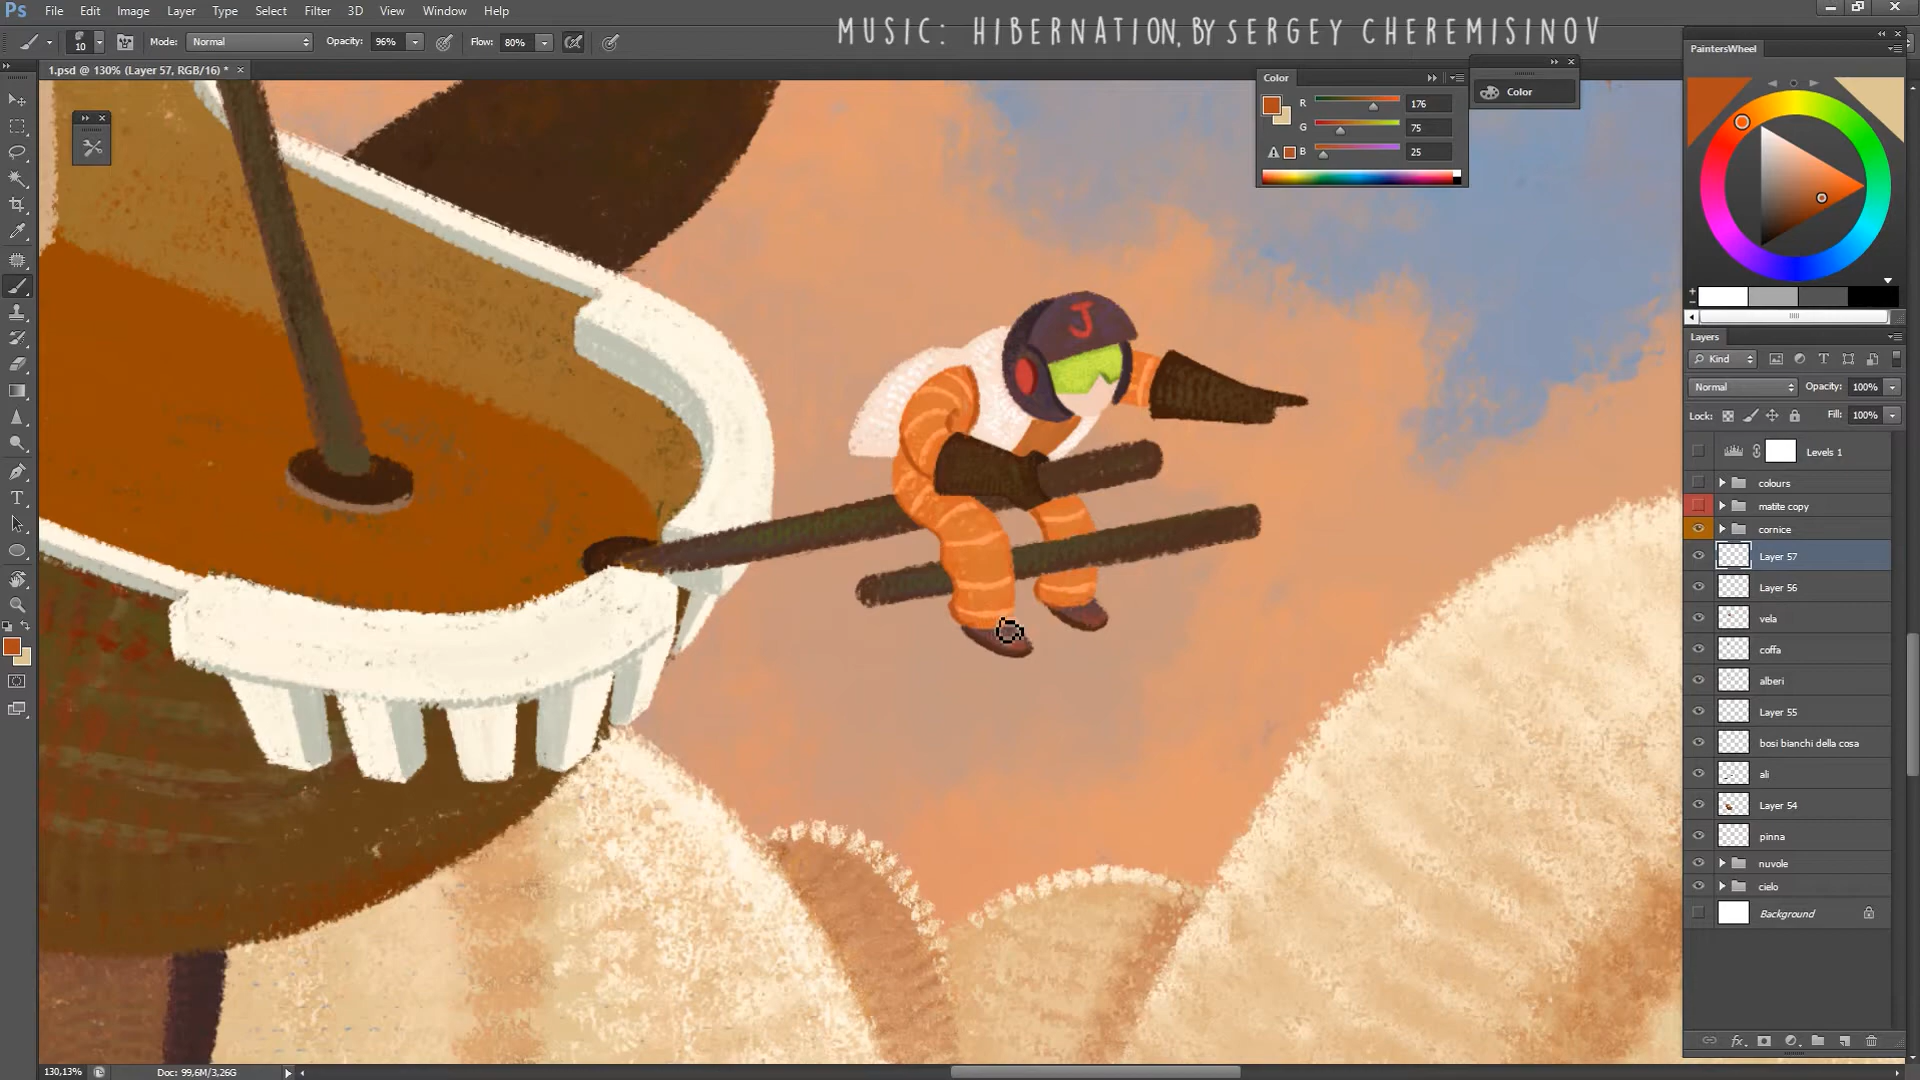 Ps File Edit Image Layer Type Select Filter 3D View Window Help
MUSIC: HIBERNATION, BY SERGEY CHEREMISINOV
10 Mode: Normal Opacity: 96% Flow: 80%
1.psd @ 130% (Layer 57, RGB/16) *
Color
R 176
G 75
B 25
Color
PaintersWheel
J
Layers
Kind
Normal Opacity: 100%
Lock: Fill: 100%
Levels 1
colours
matite copy
cornice
Layer 57
Layer 56
vela
coffa
alberi
Layer 55
bosi bianchi della cosa
ali
Layer 54
pinna
nuvole
cielo
Background
130,13% Doc: 99,6M/3,26G